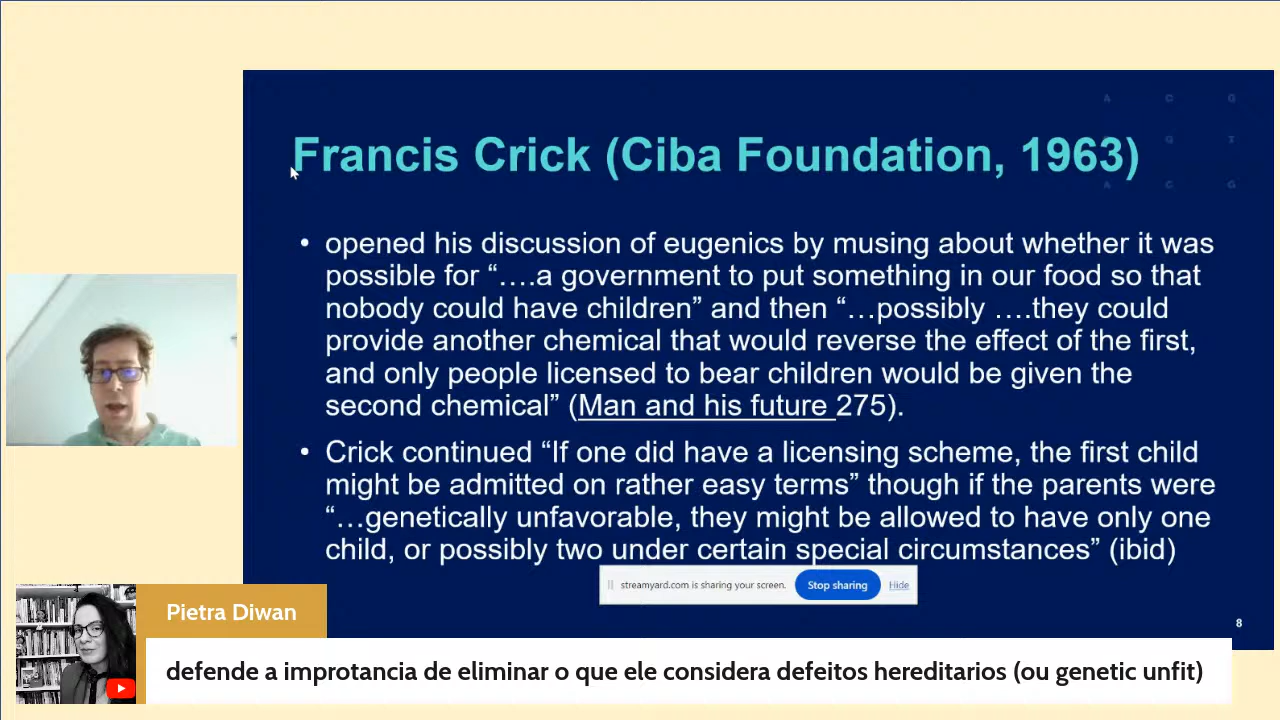 A C G
G T
A C G
Francis Crick (Ciba Foundation, 1963)
• opened his discussion of eugenics by musing about whether it was
possible for “….a government to put something in our food so that
nobody could have children” and then “…possibly ….they could
provide another chemical that would reverse the effect of the first,
and only people licensed to bear children would be given the
second chemical” (Man and his future 275).
• Crick continued “If one did have a licensing scheme, the first child
might be admitted on rather easy terms” though if the parents were
“…genetically unfavorable, they might be allowed to have only one
child, or possibly two under certain special circumstances” (ibid)
streamyard.com is sharing your screen. Stop sharing Hide
8
Pietra Diwan
defende a improtancia de eliminar o que ele considera defeitos hereditarios (ou genetic unfit)